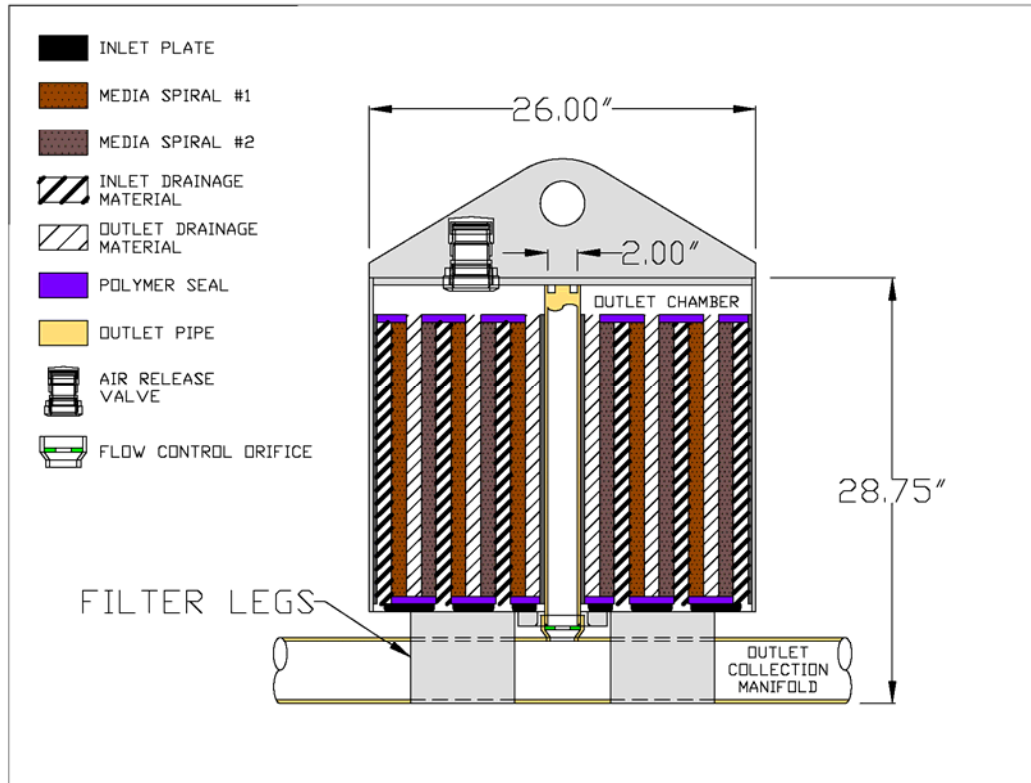 INLET PLATE
MEDIA SPIRAL #1
MEDIA SPIRAL #2
INLET DRAINAGE
MATERIAL
OUTLET DRAINAGE
MATERIAL
POLYMER SEAL
OUTLET PIPE
AIR RELEASE
VALVE
FLOW CONTROL ORIFICE
26.00"
2.00"
OUTLET CHAMBER
28.75"
FILTER LEGS
OUTLET
COLLECTION
MANIFOLD